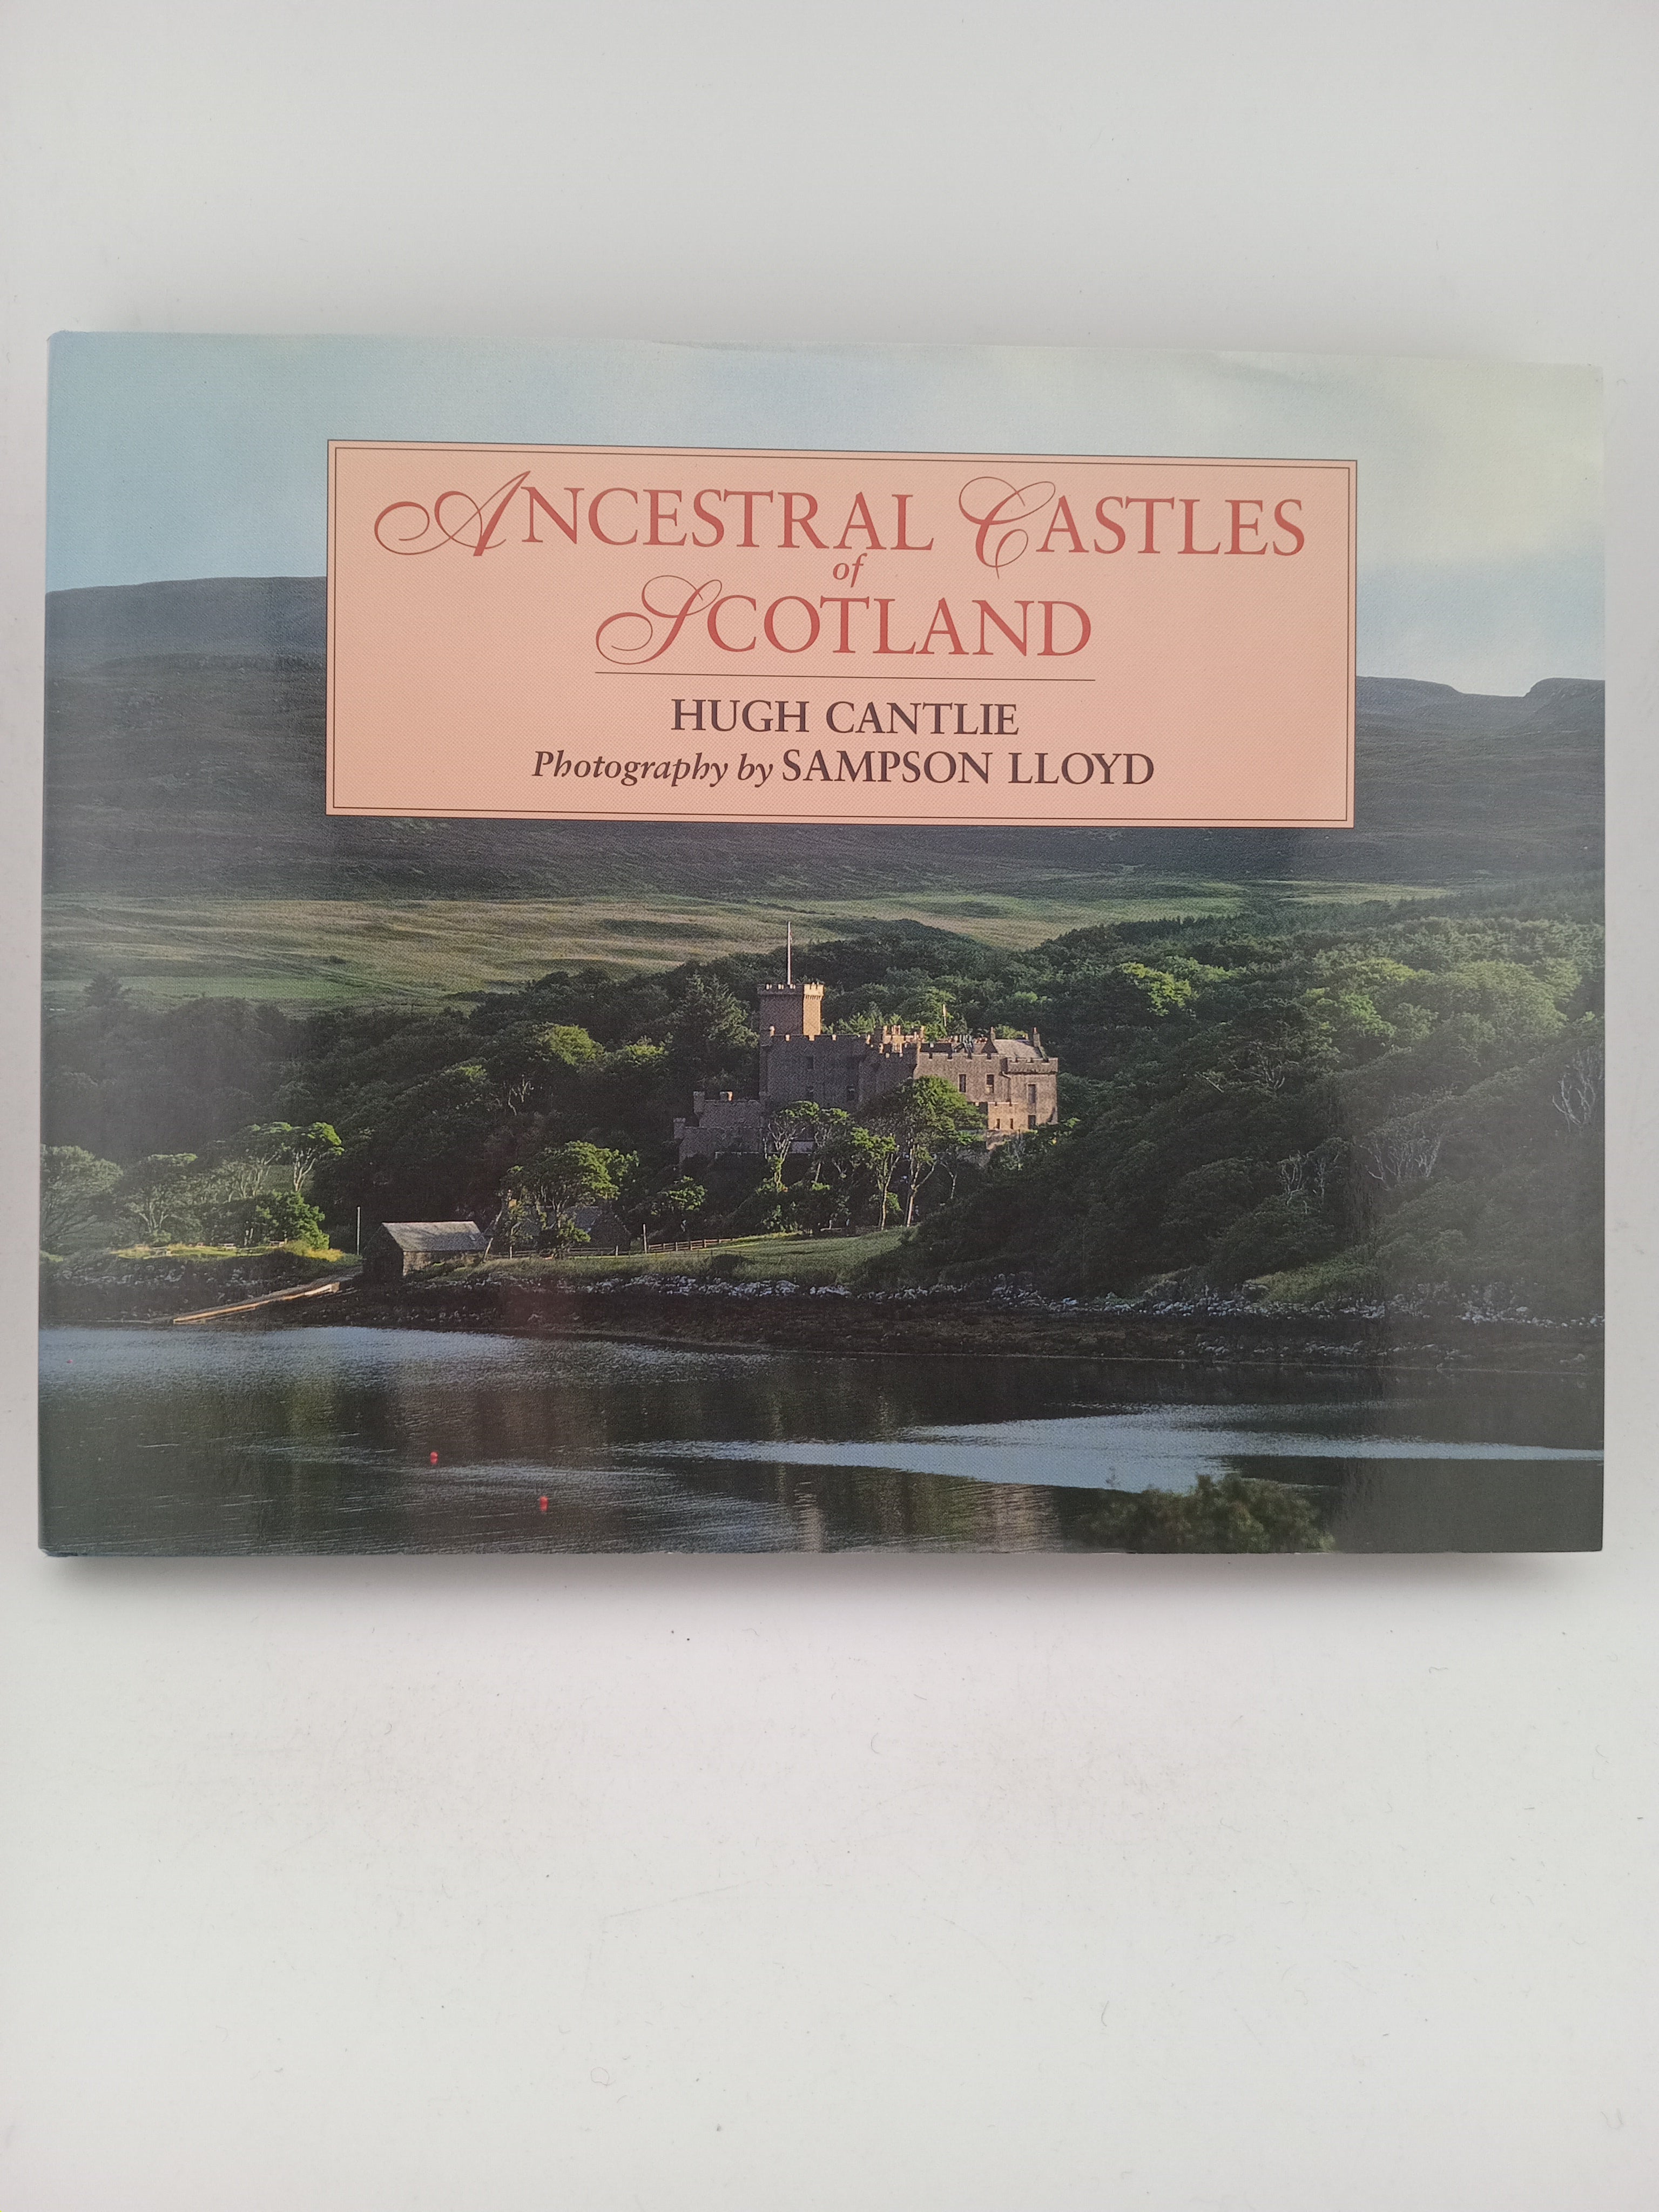 ANCESTRAL CASTLES
of
SCOTLAND
HUGH CANTLIE
Photography by SAMPSON LLOYD